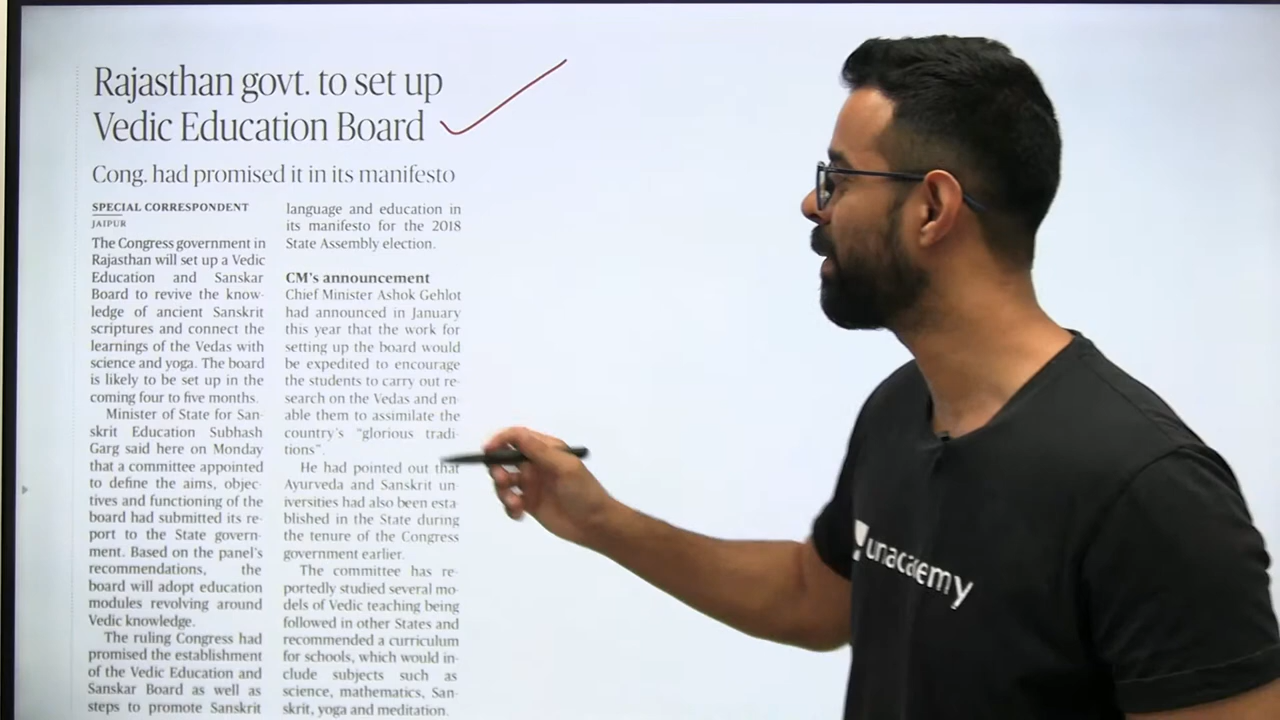 Rajasthan govt. to set up
Vedic Education Board
Cong. had promised it in its manifesto
SPECIAL CORRESPONDENT
JAIPUR
The Congress government in
Rajasthan will set up a Vedic
Education and Sanskar
Board to revive the know-
ledge of ancient Sanskrit
scriptures and connect the
learnings of the Vedas with
science and yoga. The board
is likely to be set up in the
coming four to five months.
Minister of State for San-
skrit Education Subhash
Garg said here on Monday
that a committee appointed
to define the aims, objec-
tives and functioning of the
board had submitted its re-
port to the State govern-
ment. Based on the panel's
recommendations, the
board will adopt education
modules revolving around
Vedic knowledge.
The ruling Congress had
promised the establishment
of the Vedic Education and
Sanskar Board as well as
steps to promote Sanskrit
language and education in
its manifesto for the 2018
State Assembly election.
CM's announcement
Chief Minister Ashok Gehlot
had announced in January
this year that the work for
setting up the board would
be expedited to encourage
the students to carry out re-
search on the Vedas and en-
able them to assimilate the
country's "glorious tradi-
tions".
He had pointed out that
Ayurveda and Sanskrit un-
iversities had also been esta-
blished in the State during
the tenure of the Congress
government earlier.
The committee has re-
portedly studied several mo-
dels of Vedic teaching being
followed in other States and
recommended a curriculum
for schools, which would in-
clude subjects such as
science, mathematics, San-
skrit, yoga and meditation.
unacademy